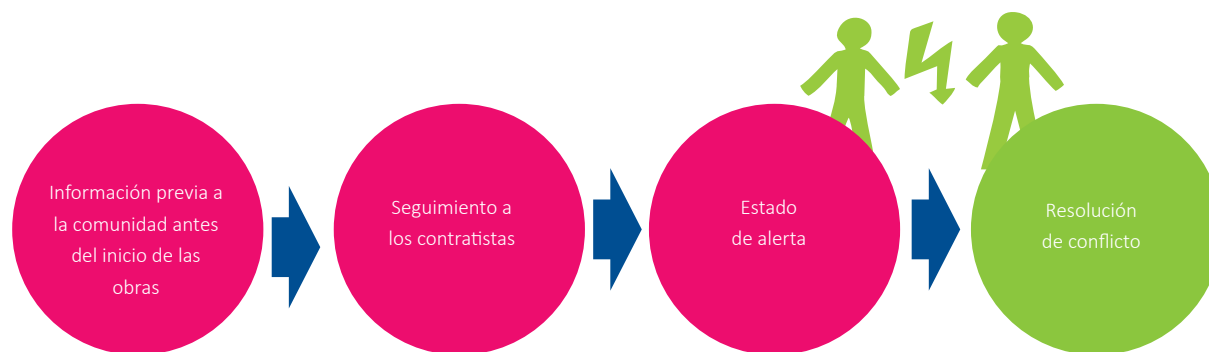 Información previa a
la comunidad antes
del inicio de las
obras
Seguimiento a
los contratistas
Estado
de alerta
Resolución
de conflicto